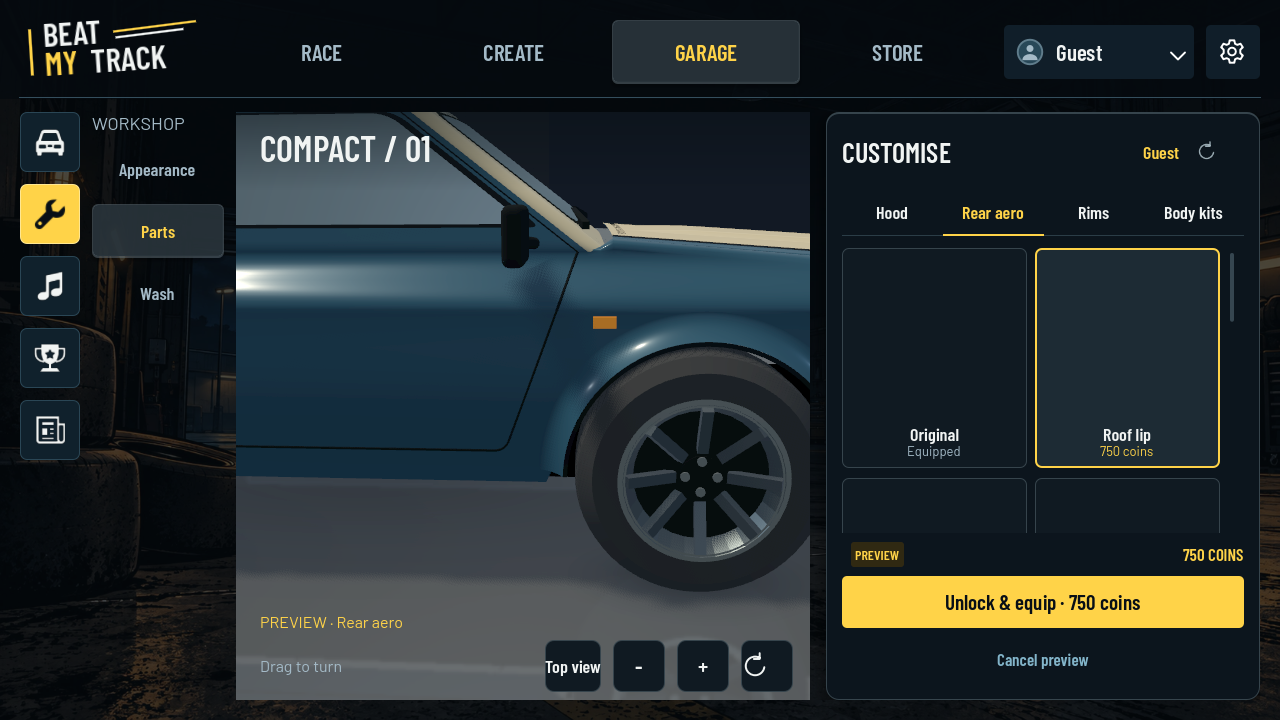 BEAT
MY TRACK
RACE
CREATE
GARAGE
STORE
Guest
WORKSHOP
Appearance
Parts
Wash
COMPACT / 01
PREVIEW · Rear aero
Drag to turn
Top view
-
+
CUSTOMISE
Guest
Hood
Rear aero
Rims
Body kits
Original
Equipped
Roof lip
750 coins
PREVIEW
750 COINS
Unlock & equip · 750 coins
Cancel preview